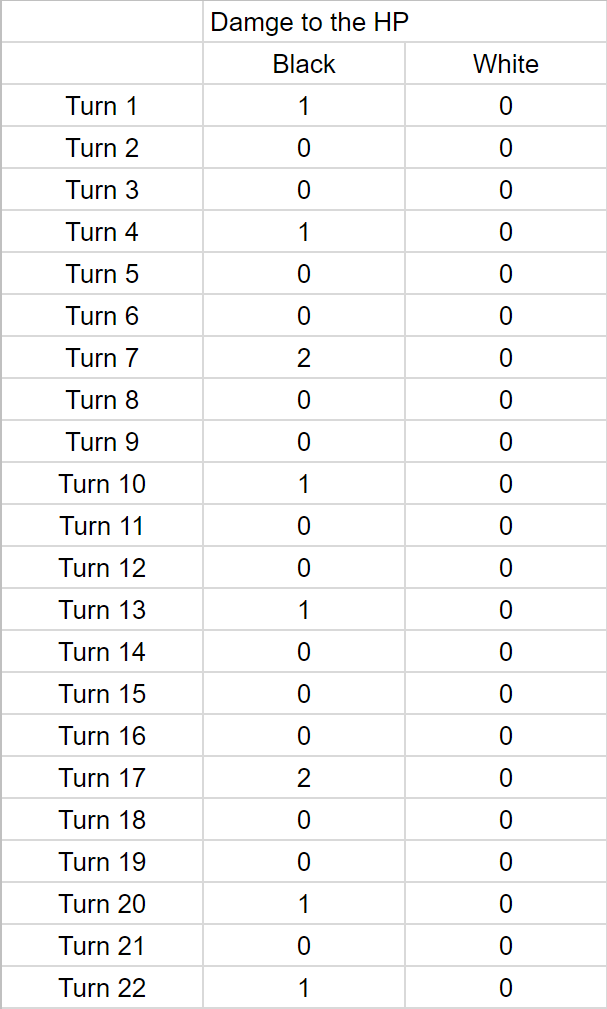 Damge to the HP
Black White
Turn 1 1 0
Turn 2 0 0
Turn 3 0 0
Turn 4 1 0
Turn 5 0 0
Turn 6 0 0
Turn 7 2 0
Turn 8 0 0
Turn 9 0 0
Turn 10 1 0
Turn 11 0 0
Turn 12 0 0
Turn 13 1 0
Turn 14 0 0
Turn 15 0 0
Turn 16 0 0
Turn 17 2 0
Turn 18 0 0
Turn 19 0 0
Turn 20 1 0
Turn 21 0 0
Turn 22 1 0